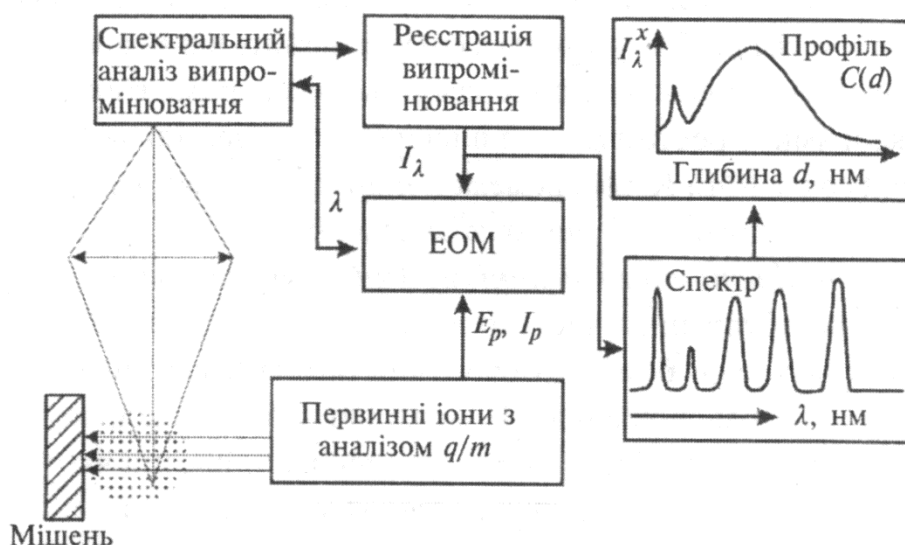 Спектральний
аналіз випро-
мінювання
Реєстрація
випромі-
нювання
I_λ^x
Профіль
C(d)
Глибина d, нм
I_λ
λ
ЕОМ
Спектр
λ, нм
E_p, I_p
Первинні іони з
аналізом q/m
Мішень